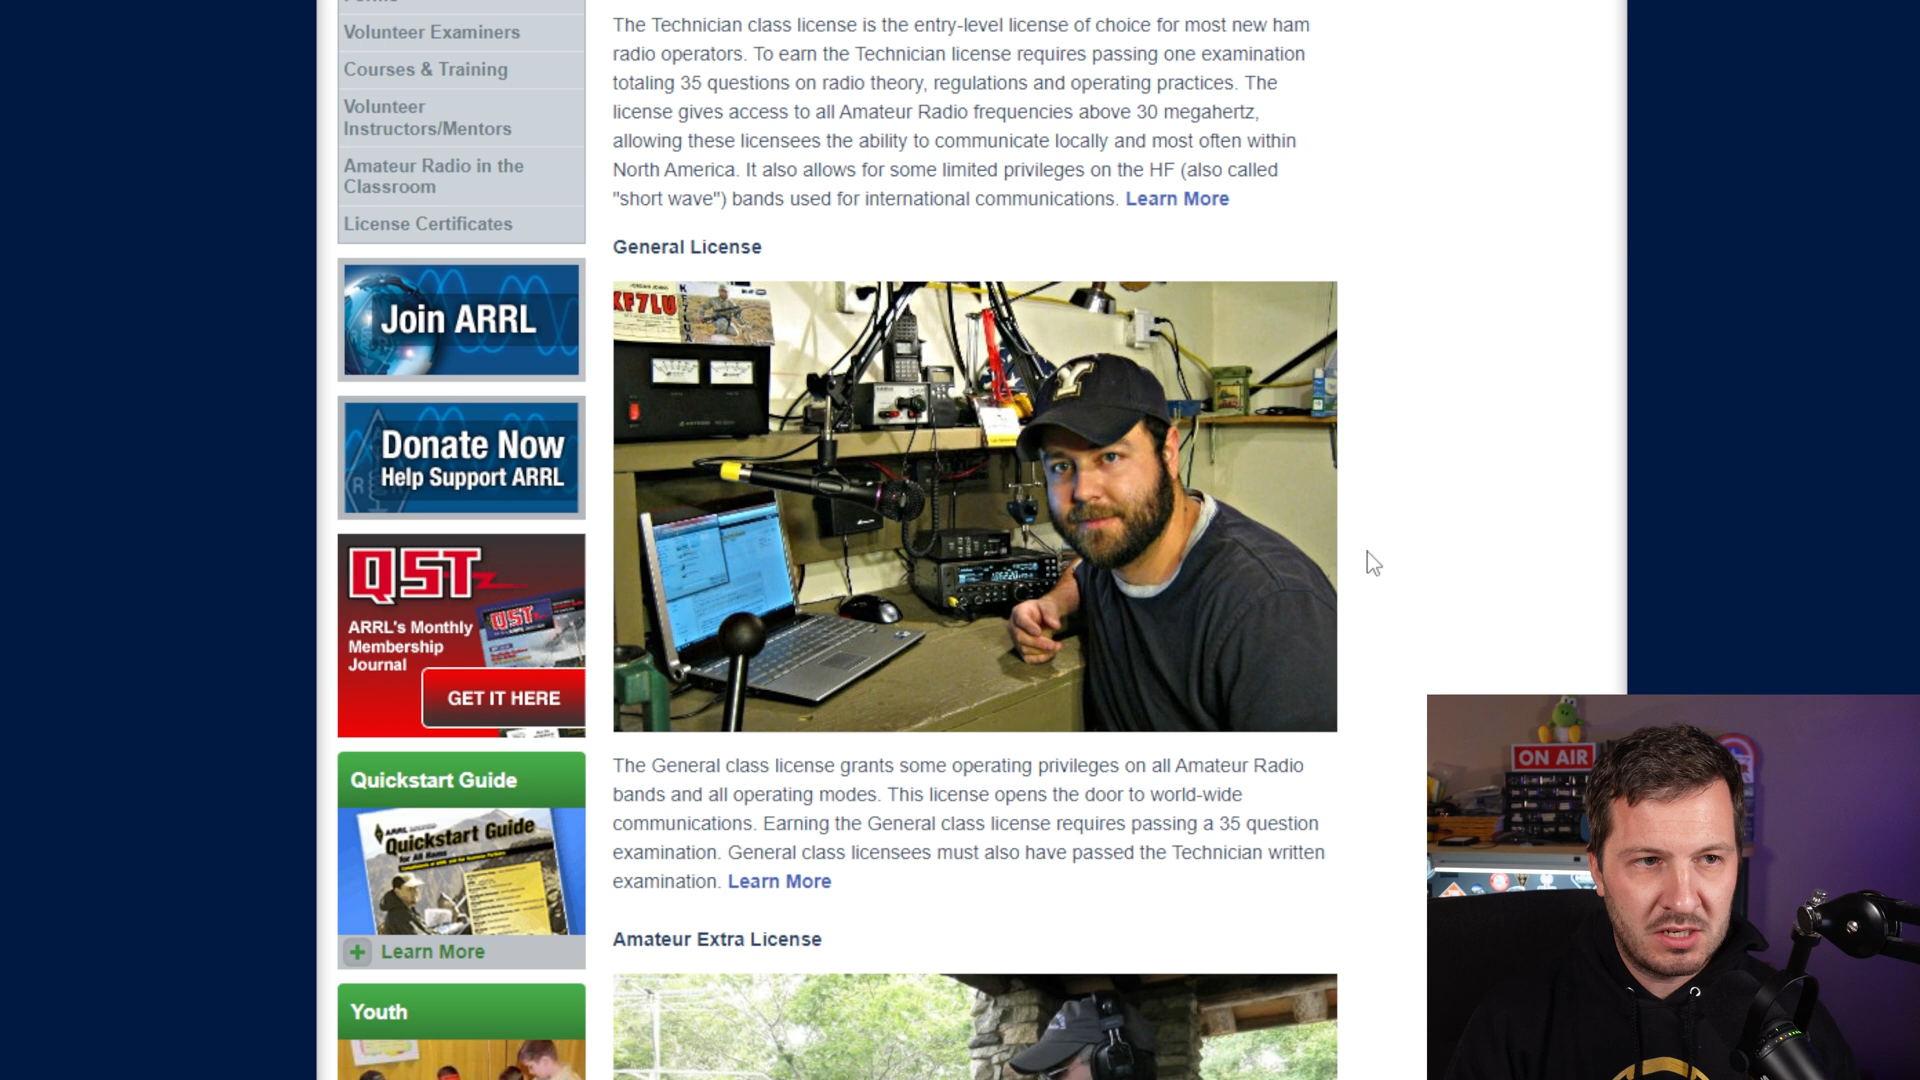 Volunteer Examiners
Courses & Training
Volunteer
Instructors/Mentors
Amateur Radio in the
Classroom
License Certificates
Join ARRL
Donate Now
Help Support ARRL
QST
ARRL's Monthly
Membership
Journal
QST
GET IT HERE
Quickstart Guide
ARRL
Quickstart Guide
for All Hams
Learn More
Youth
The Technician class license is the entry-level license of choice for most new ham
radio operators. To earn the Technician license requires passing one examination
totaling 35 questions on radio theory, regulations and operating practices. The
license gives access to all Amateur Radio frequencies above 30 megahertz,
allowing these licensees the ability to communicate locally and most often within
North America. It also allows for some limited privileges on the HF (also called
"short wave") bands used for international communications. Learn More
General License
KF7LU
Y
The General class license grants some operating privileges on all Amateur Radio
bands and all operating modes. This license opens the door to world-wide
communications. Earning the General class license requires passing a 35 question
examination. General class licensees must also have passed the Technician written
examination. Learn More
Amateur Extra License
ON AIR